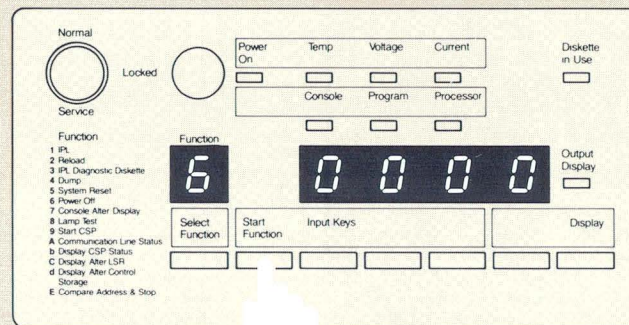 Normal
Locked
Service
Power On
Temp
Voltage
Current
Diskette in Use
Console
Program
Processor
Function
1 IPL
2 Reload
3 IPL Diagnostic Diskette
4 Dump
5 System Reset
6 Power Off
7 Console Alter Display
8 Lamp Test
9 Start CSP
A Communication Line Status
b Display CSP Status
C Display Alter LSR
d Display Alter Control
Storage
E Compare Address & Stop
Function
6
0 0 0 0
Output Display
Select Function
Start Function
Input Keys
Display